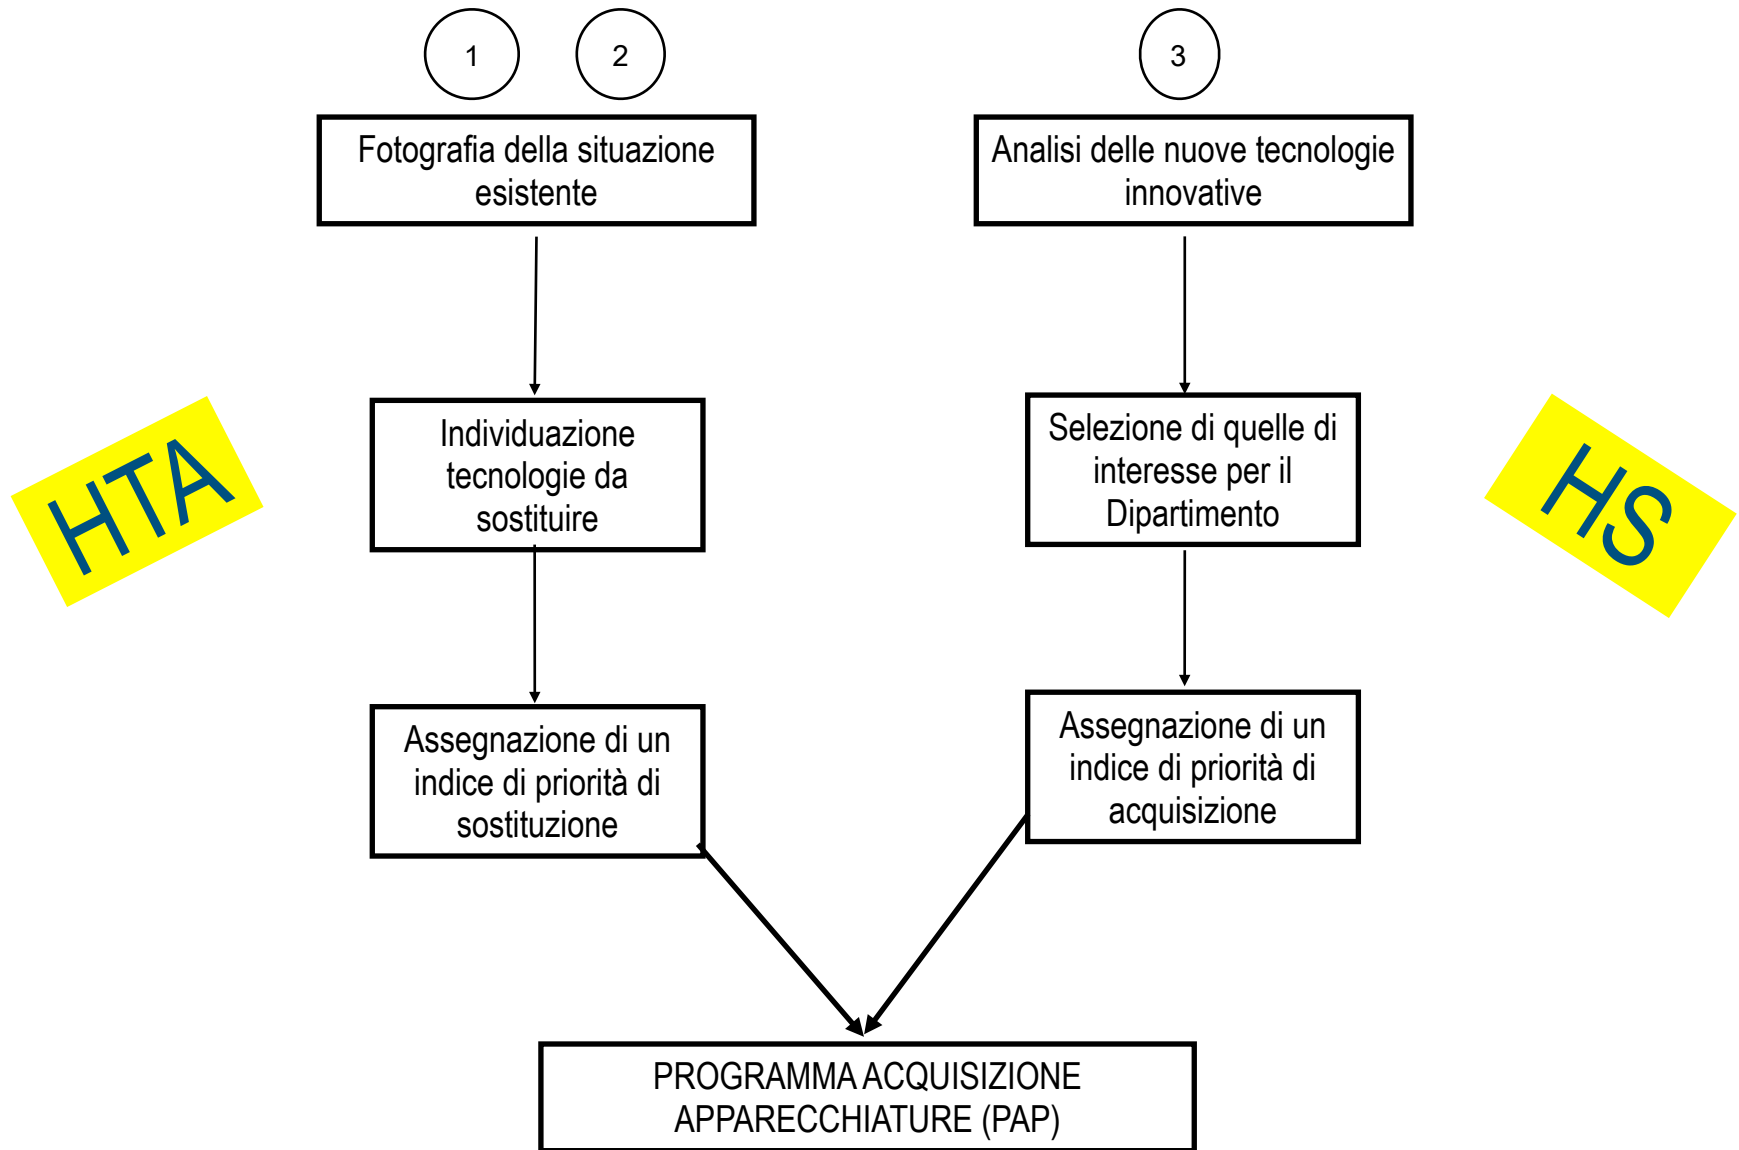 1
2
3
Fotografia della situazione
esistente
Analisi delle nuove tecnologie
innovative
HTA
Individuazione
tecnologie da
sostituire
Selezione di quelle di
interesse per il
Dipartimento
HS
Assegnazione di un
indice di priorità di
sostituzione
Assegnazione di un
indice di priorità di
acquisizione
PROGRAMMA ACQUISIZIONE
APPARECCHIATURE (PAP)